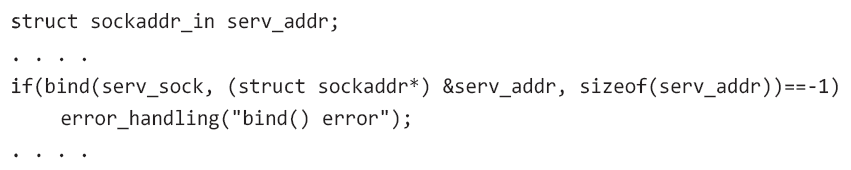 struct sockaddr_in serv_addr;
. . . .
if(bind(serv_sock, (struct sockaddr*) &serv_addr, sizeof(serv_addr))==-1)
    error_handling("bind() error");
. . . .